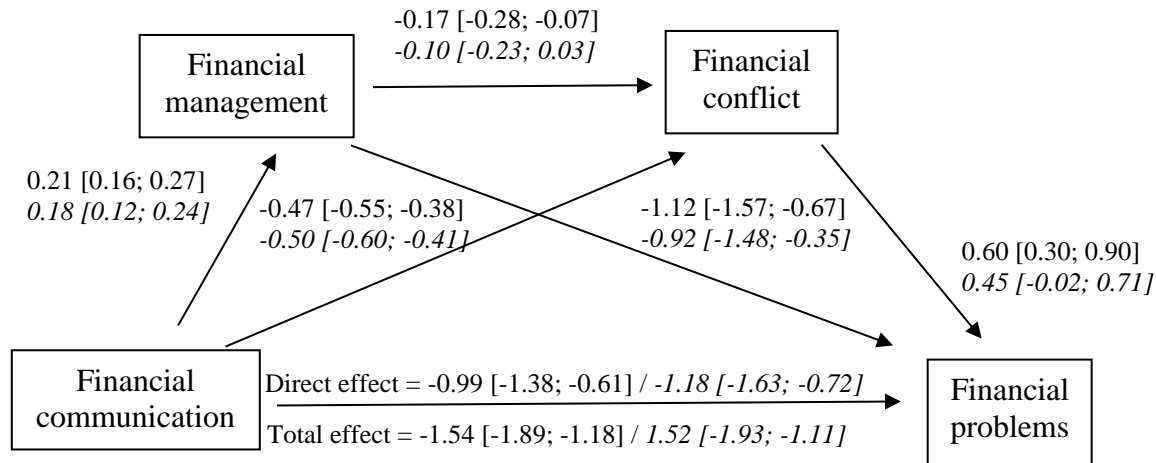 -0.17 [-0.28; -0.07]
-0.10 [-0.23; 0.03]
Financial
management
Financial
conflict
0.21 [0.16; 0.27]
0.18 [0.12; 0.24]
-0.47 [-0.55; -0.38]
-0.50 [-0.60; -0.41]
-1.12 [-1.57; -0.67]
-0.92 [-1.48; -0.35]
0.60 [0.30; 0.90]
0.45 [-0.02; 0.71]
Financial
communication
Direct effect = -0.99 [-1.38; -0.61] / -1.18 [-1.63; -0.72]
Total effect = -1.54 [-1.89; -1.18] / 1.52 [-1.93; -1.11]
Financial
problems